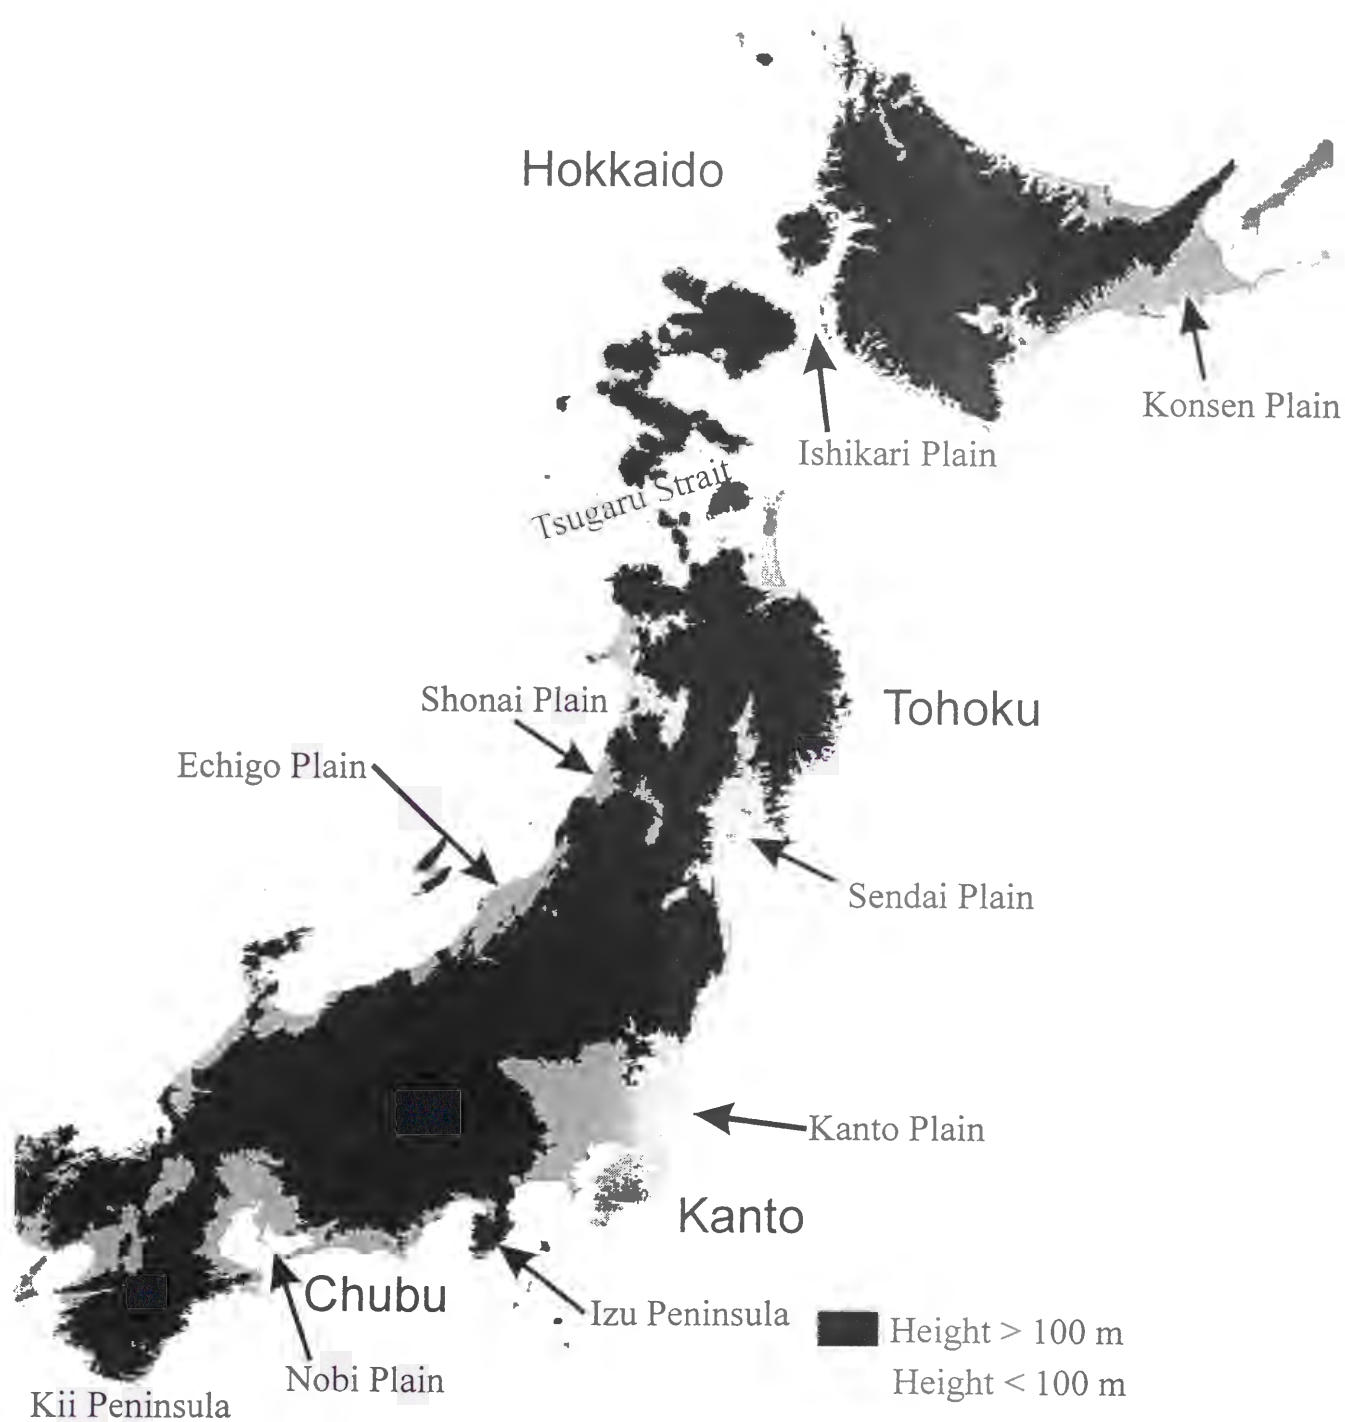 Hokkaido
Konsen Plain
Ishikari Plain
Tsugaru Strait
Shonai Plain
Tohoku
Echigo Plain
Sendai Plain
Kanto Plain
Kanto
Chubu
Izu Peninsula
Height > 100 m
Nobi Plain
Height < 100 m
Kii Peninsula